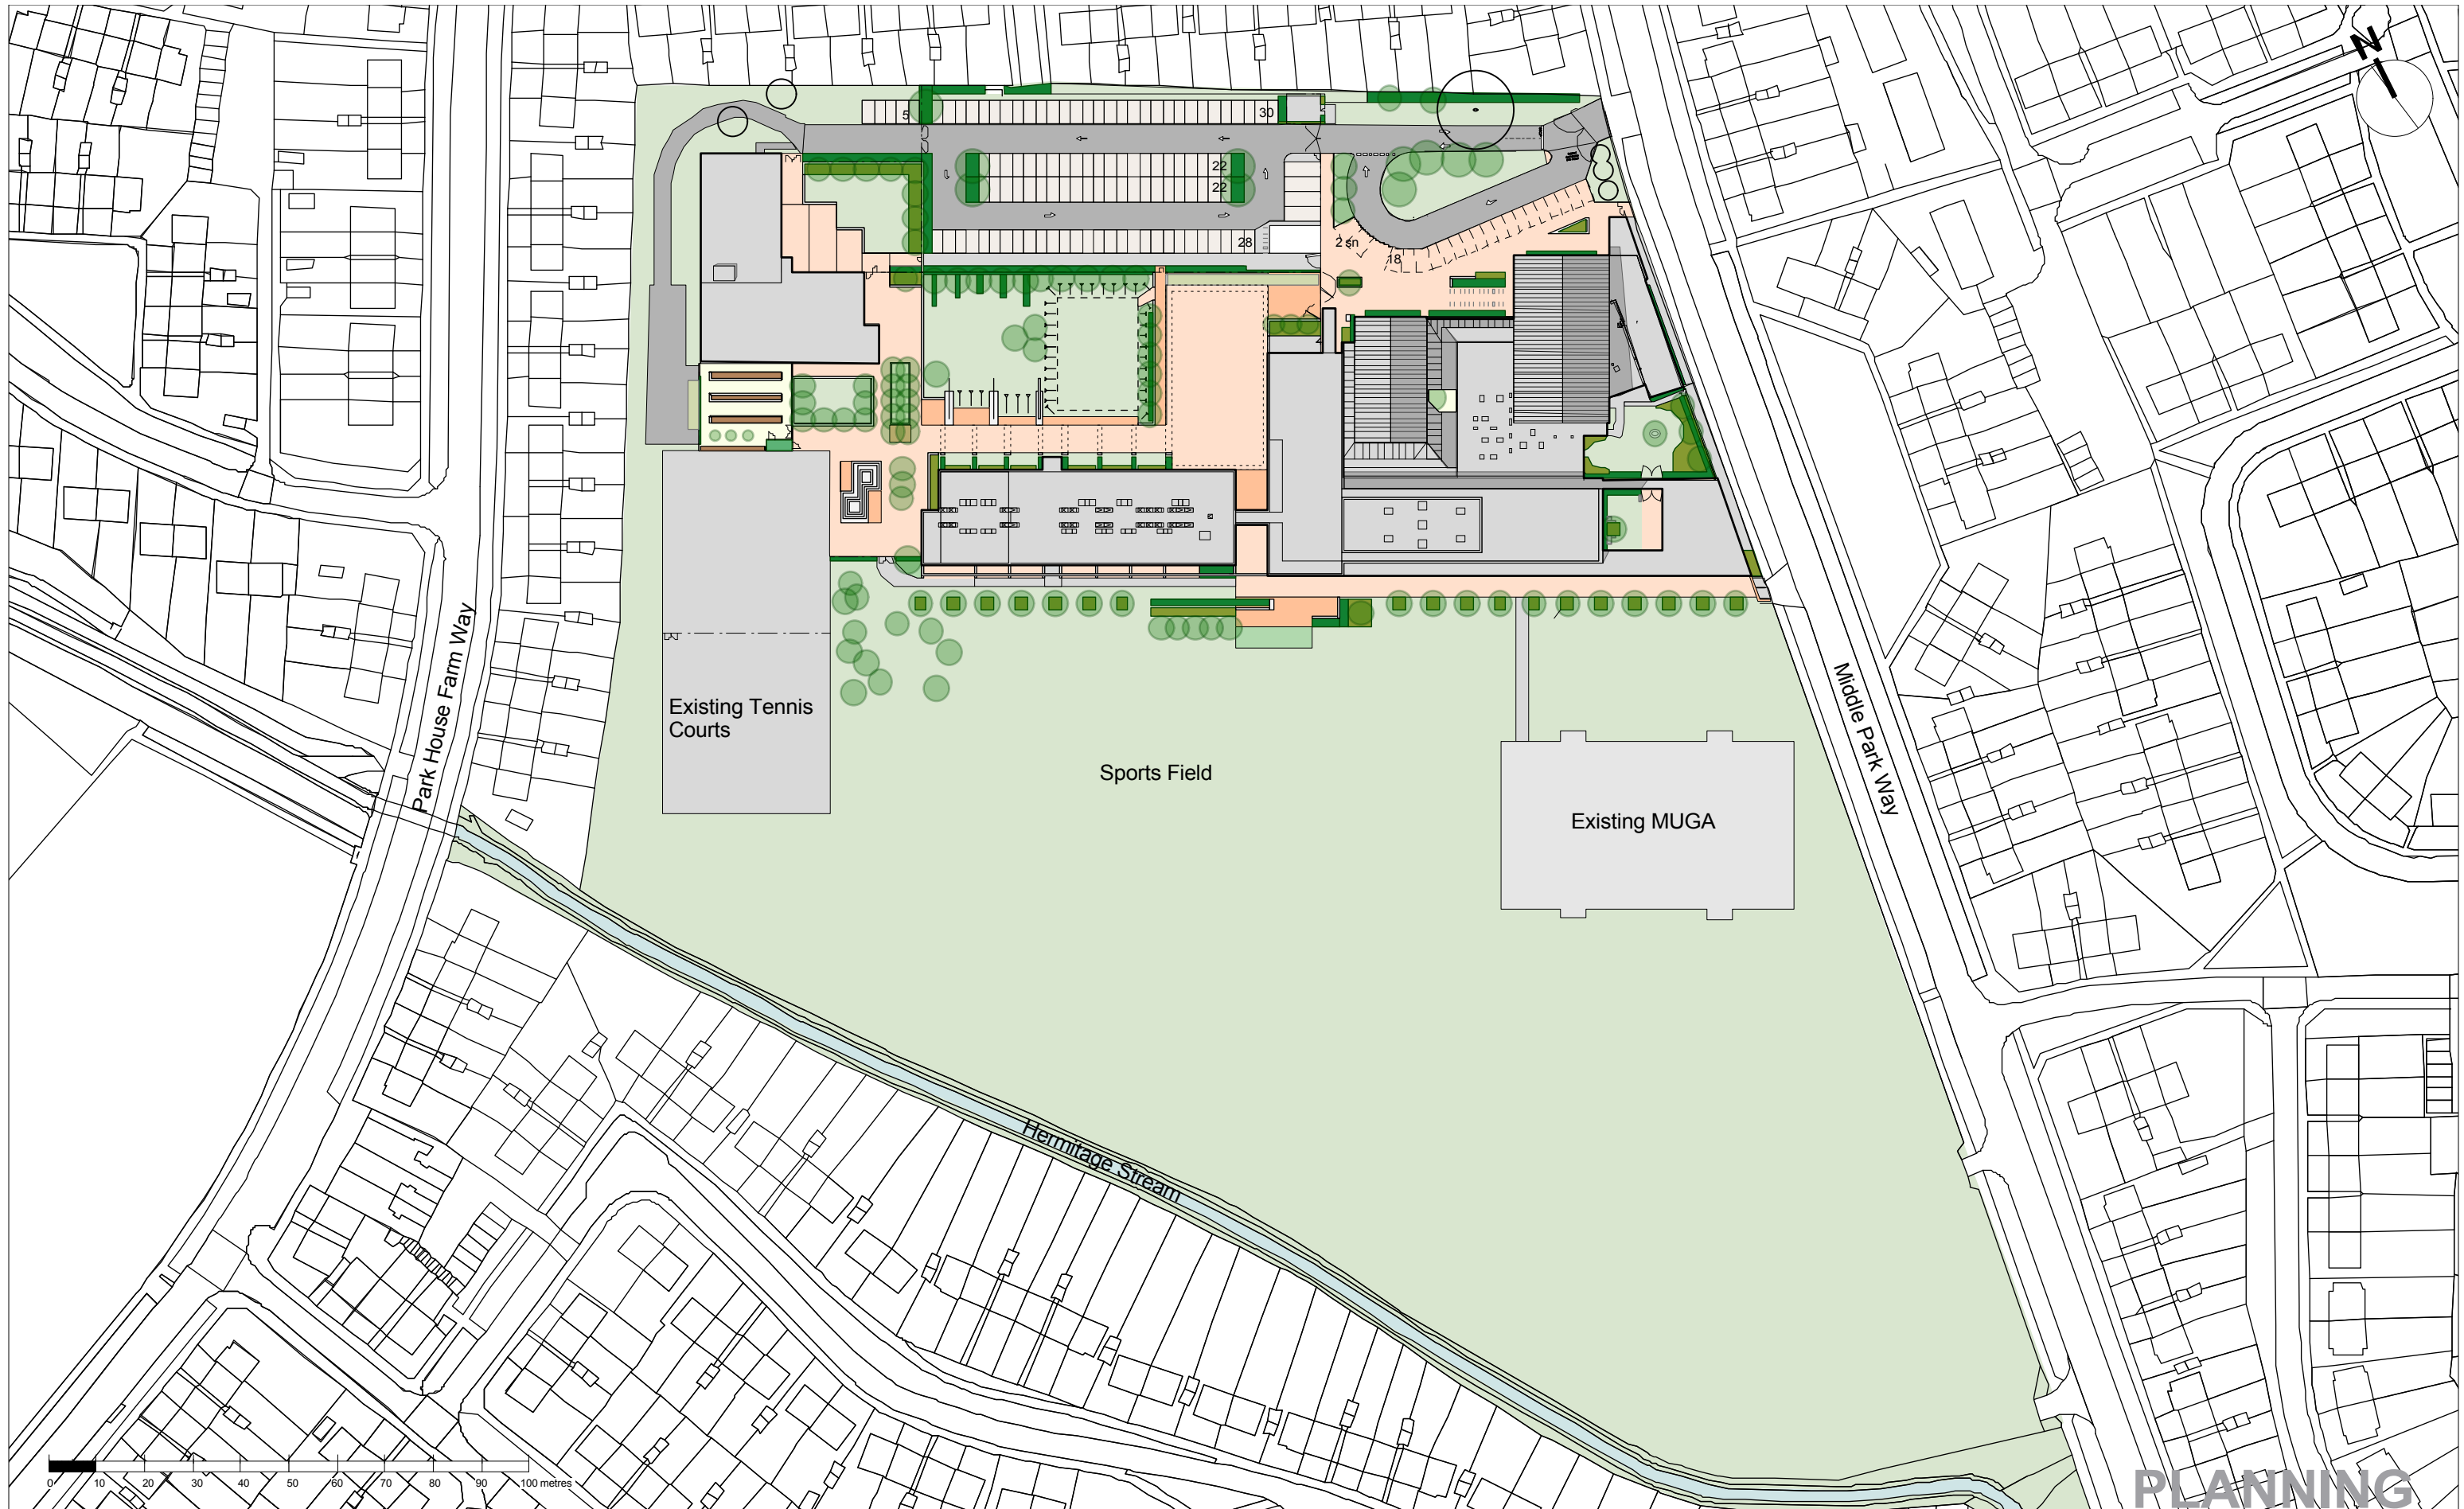 N
5
30
22
22
28
2 sn
18
Park House Farm Way
Middle Park Way
Existing Tennis
Courts
Sports Field
Existing MUGA
Hermitage Stream
0 10 20 30 40 50 60 70 80 90 100 metres
PLANNING